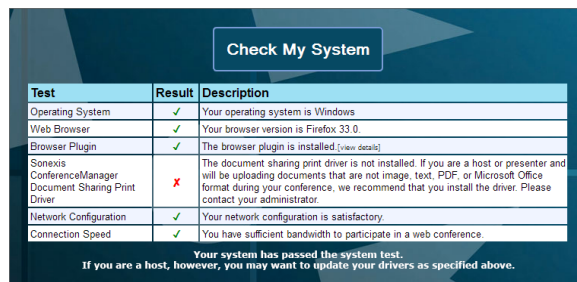 Check My System
Test Result Description
Operating System ✓ Your operating system is Windows
Web Browser ✓ Your browser version is Firefox 33.0.
Browser Plugin ✓ The browser plugin is installed.[view details]
Sonexis
ConferenceManager
Document Sharing Print
Driver
✗
The document sharing print driver is not installed. If you are a host or presenter and
will be uploading documents that are not image, text, PDF, or Microsoft Office
format during your conference, we recommend that you install the driver. Please
contact your administrator.
Network Configuration ✓ Your network configuration is satisfactory.
Connection Speed ✓ You have sufficient bandwidth to participate in a web conference.
Your system has passed the system test.
If you are a host, however, you may want to update your drivers as specified above.